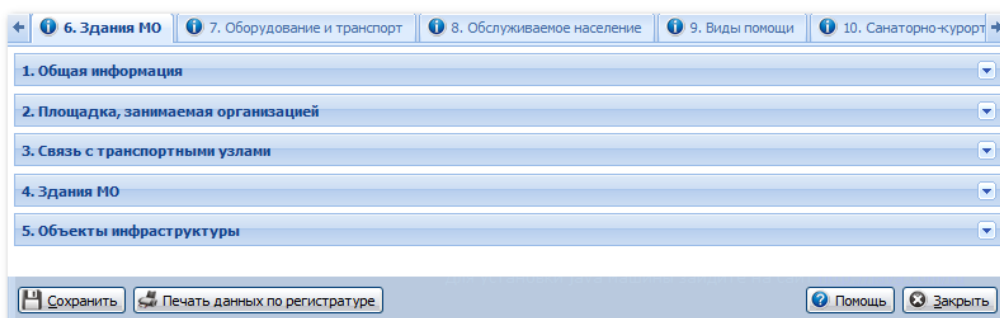 6. Здания МО 7. Оборудование и транспорт 8. Обслуживаемое население 9. Виды помощи 10. Санаторно-курорт
1. Общая информация
2. Площадка, занимаемая организацией
3. Связь с транспортными узлами
4. Здания МО
5. Объекты инфраструктуры
Сохранить Печать данных по регистратуре Помощь Закрыть